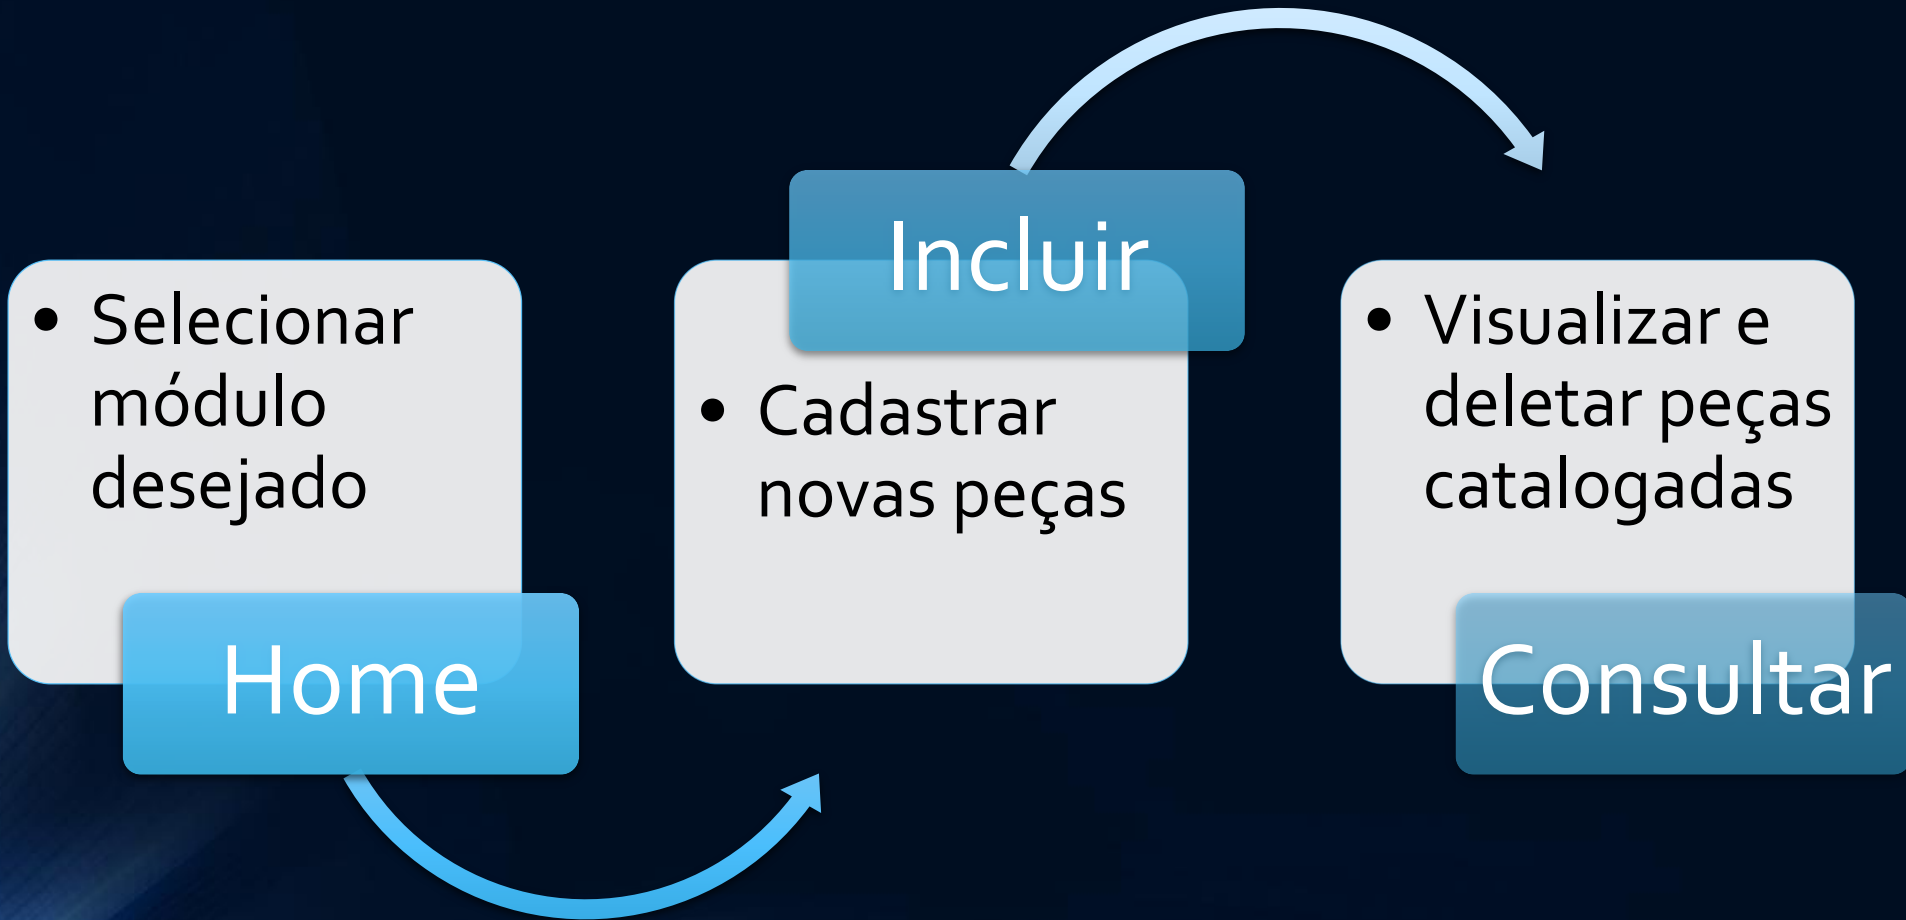 • Selecionar
módulo
desejado
Home
Incluir
• Cadastrar
novas peças
• Visualizar e
deletar peças
catalogadas
Consultar